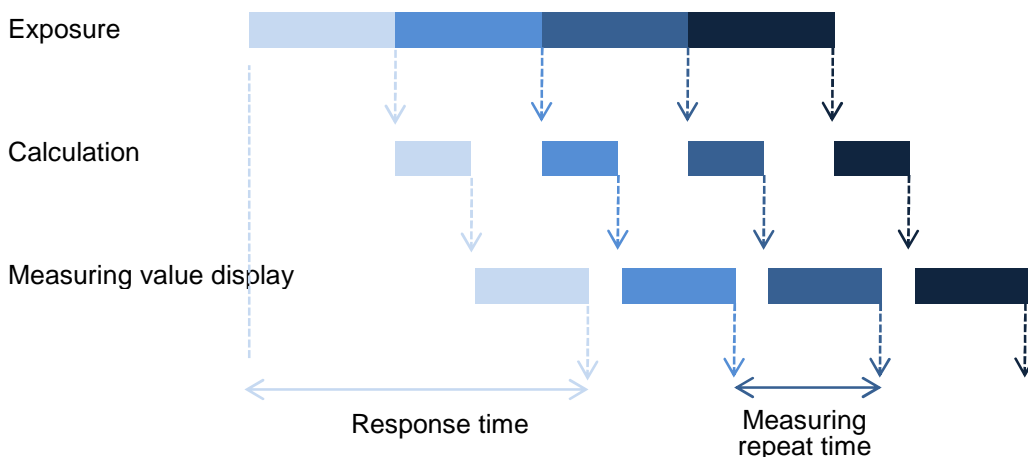 Exposure
Calculation
Measuring value display
Response time
Measuring
repeat time